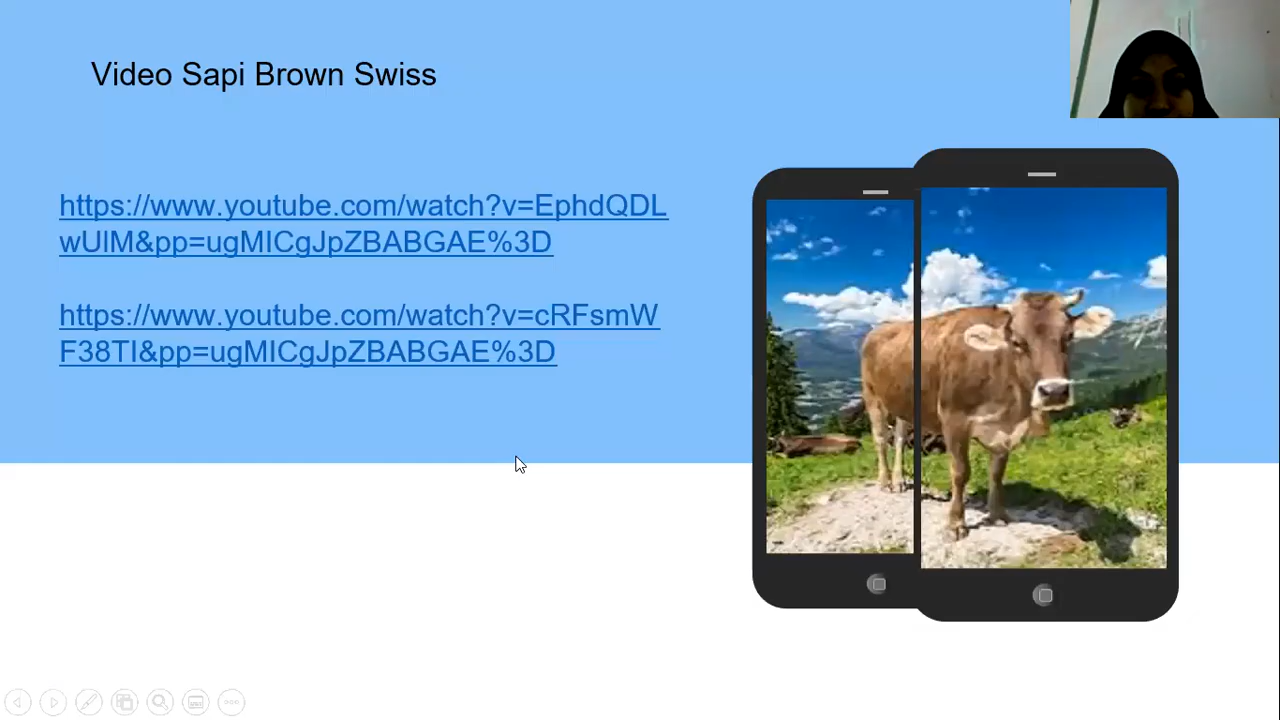 Video Sapi Brown Swiss
https://www.youtube.com/watch?v=EphdQDL
wUlM&pp=ugMICgJpZBABGAE%3D
https://www.youtube.com/watch?v=cRFsmW
F38TI&pp=ugMICgJpZBABGAE%3D